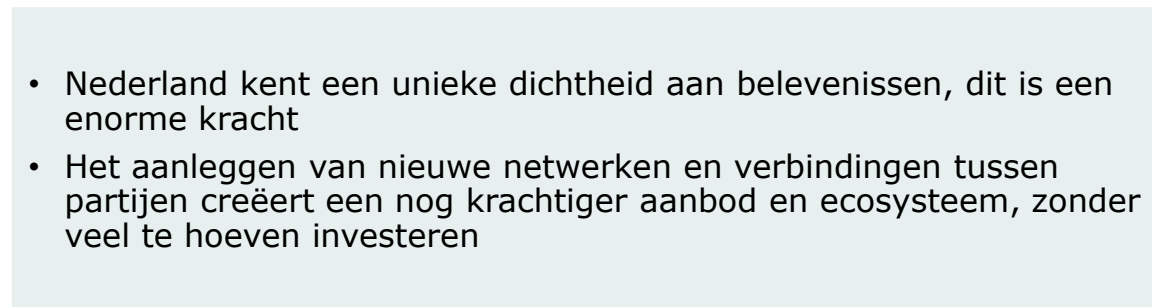 • Nederland kent een unieke dichtheid aan belevenissen, dit is een
enorme kracht
• Het aanleggen van nieuwe netwerken en verbindingen tussen
partijen creëert een nog krachtiger aanbod en ecosysteem, zonder
veel te hoeven investeren